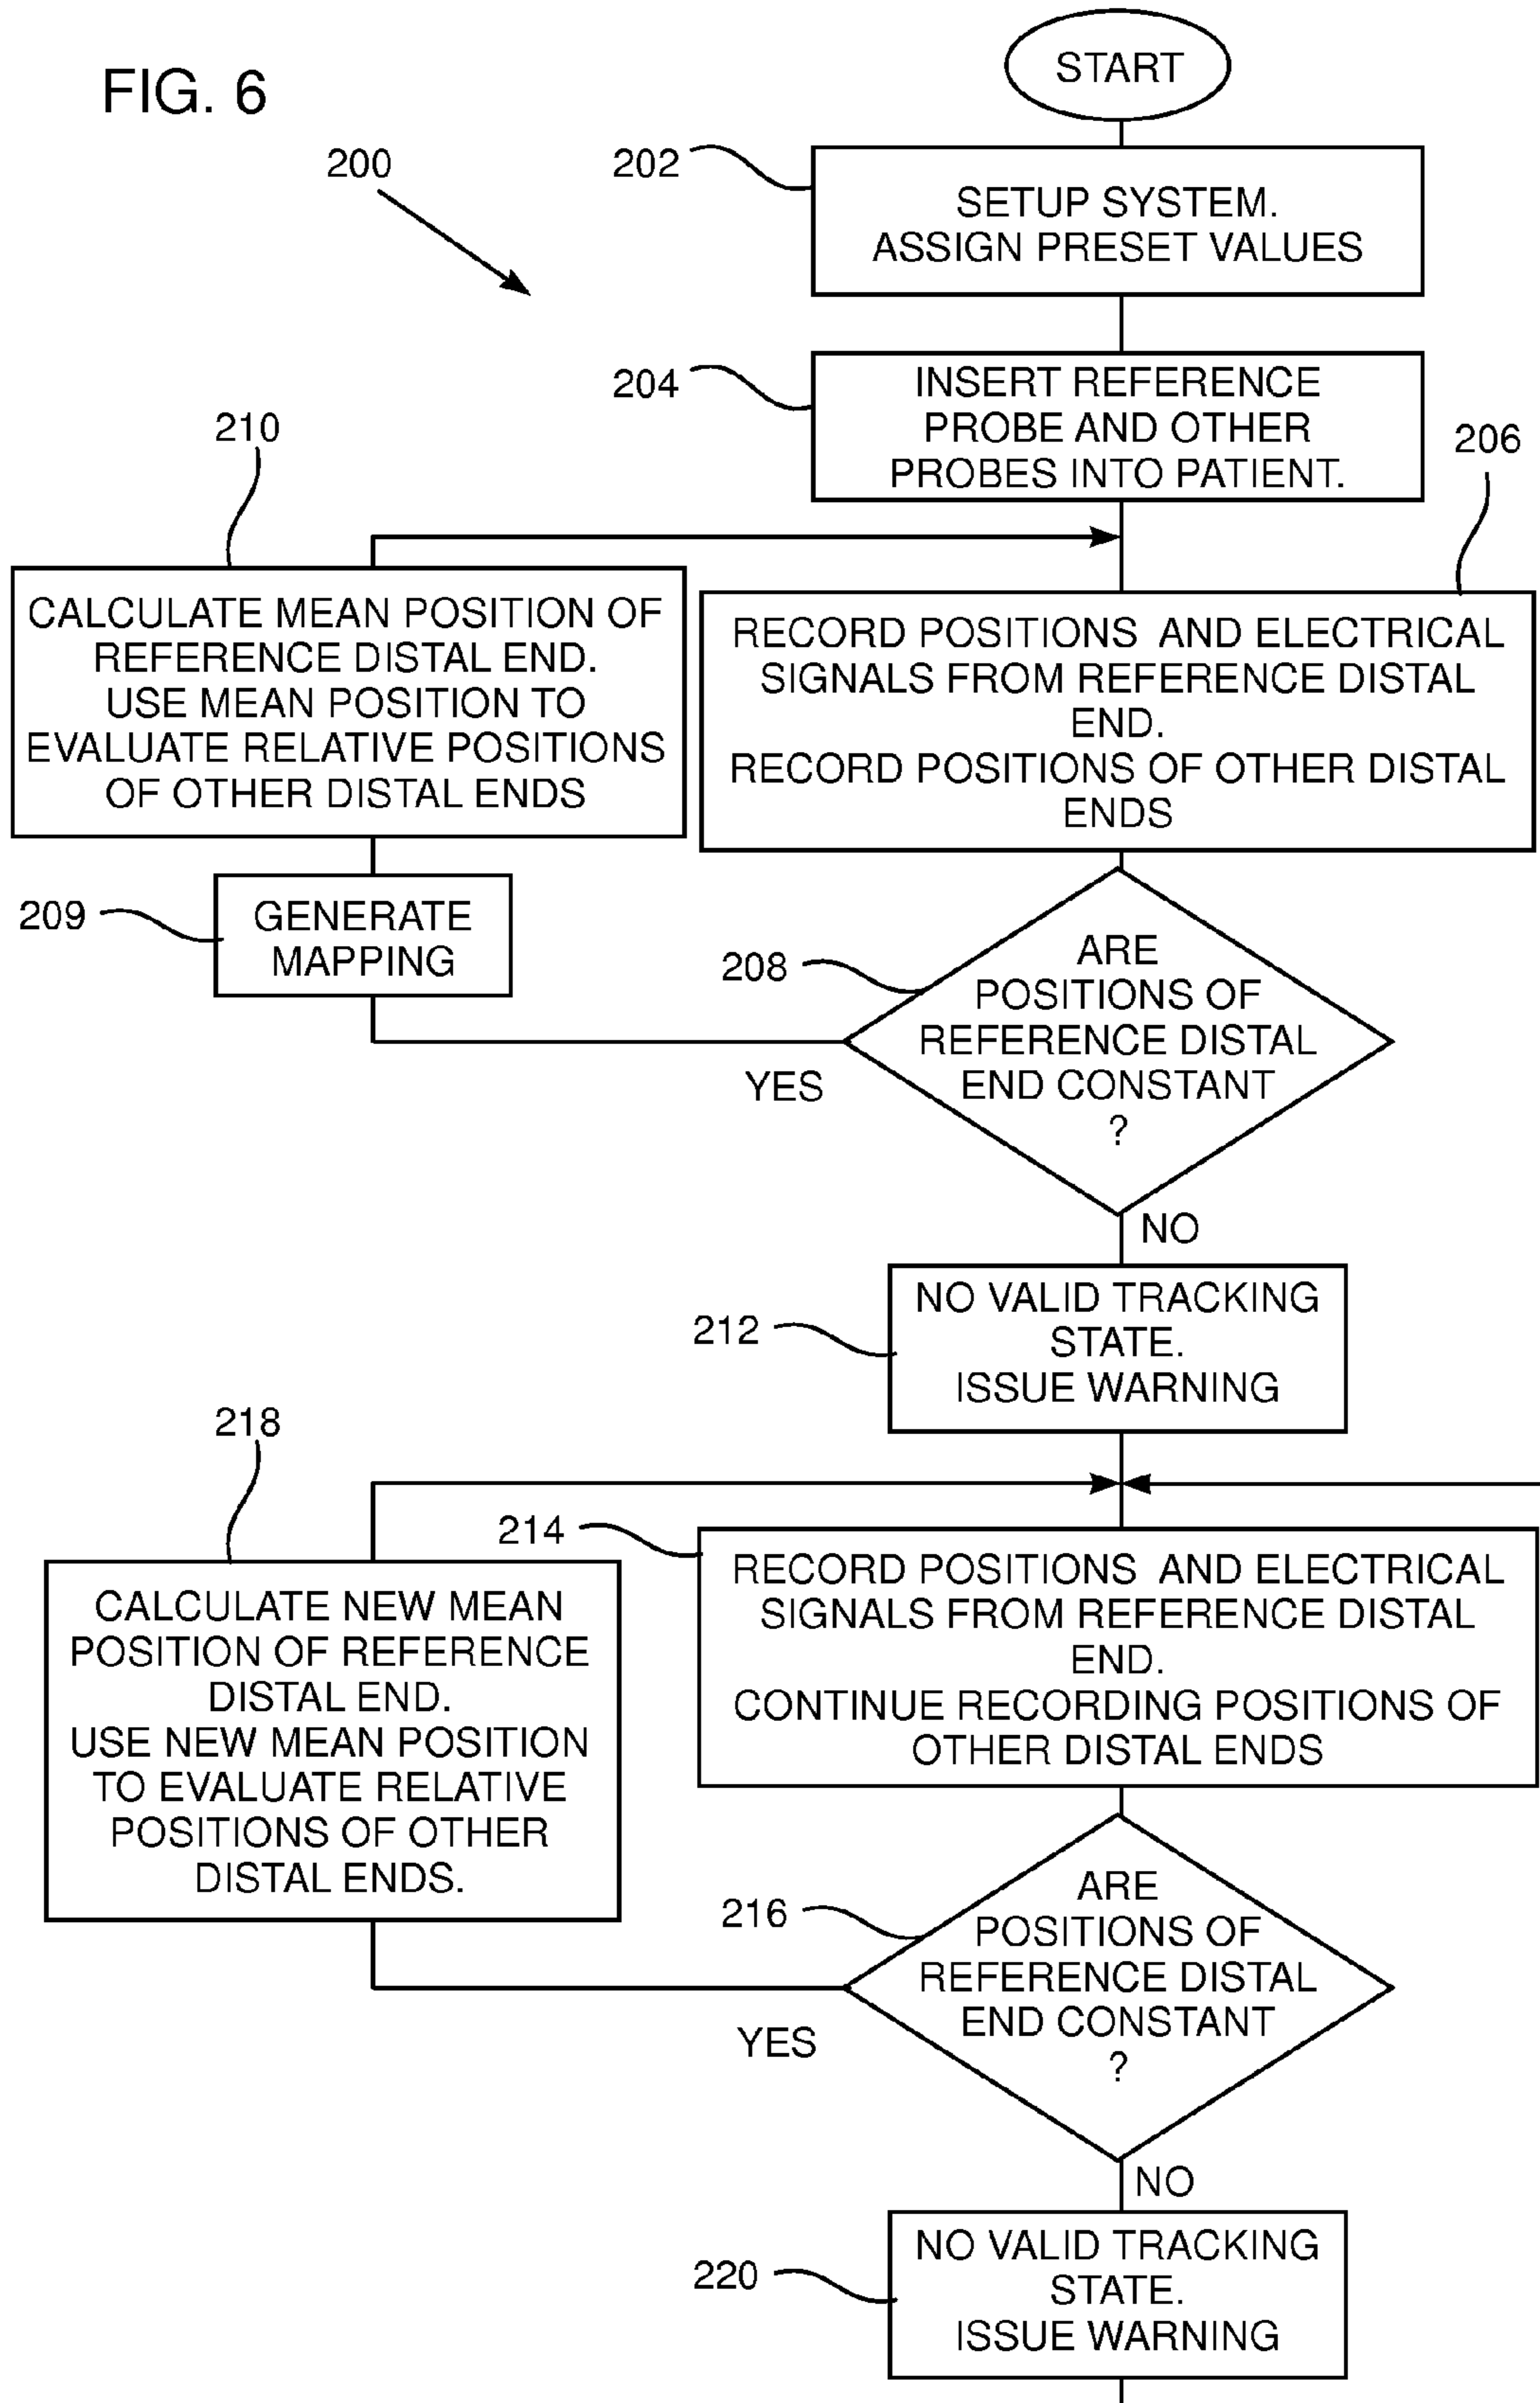 FIG. 6
START
200
202
SETUP SYSTEM.
ASSIGN PRESET VALUES
204
INSERT REFERENCE
PROBE AND OTHER
PROBES INTO PATIENT.
210
206
CALCULATE MEAN POSITION OF
REFERENCE DISTAL END.
USE MEAN POSITION TO
EVALUATE RELATIVE POSITIONS
OF OTHER DISTAL ENDS
RECORD POSITIONS AND ELECTRICAL
SIGNALS FROM REFERENCE DISTAL
END.
RECORD POSITIONS OF OTHER DISTAL
ENDS
209
GENERATE
MAPPING
208
ARE
POSITIONS OF
REFERENCE DISTAL
END CONSTANT
?
YES
NO
212
NO VALID TRACKING
STATE.
ISSUE WARNING
218
214
CALCULATE NEW MEAN
POSITION OF REFERENCE
DISTAL END.
USE NEW MEAN POSITION
TO EVALUATE RELATIVE
POSITIONS OF OTHER
DISTAL ENDS.
RECORD POSITIONS AND ELECTRICAL
SIGNALS FROM REFERENCE DISTAL
END.
CONTINUE RECORDING POSITIONS OF
OTHER DISTAL ENDS
216
ARE
POSITIONS OF
REFERENCE DISTAL
END CONSTANT
?
YES
NO
220
NO VALID TRACKING
STATE.
ISSUE WARNING